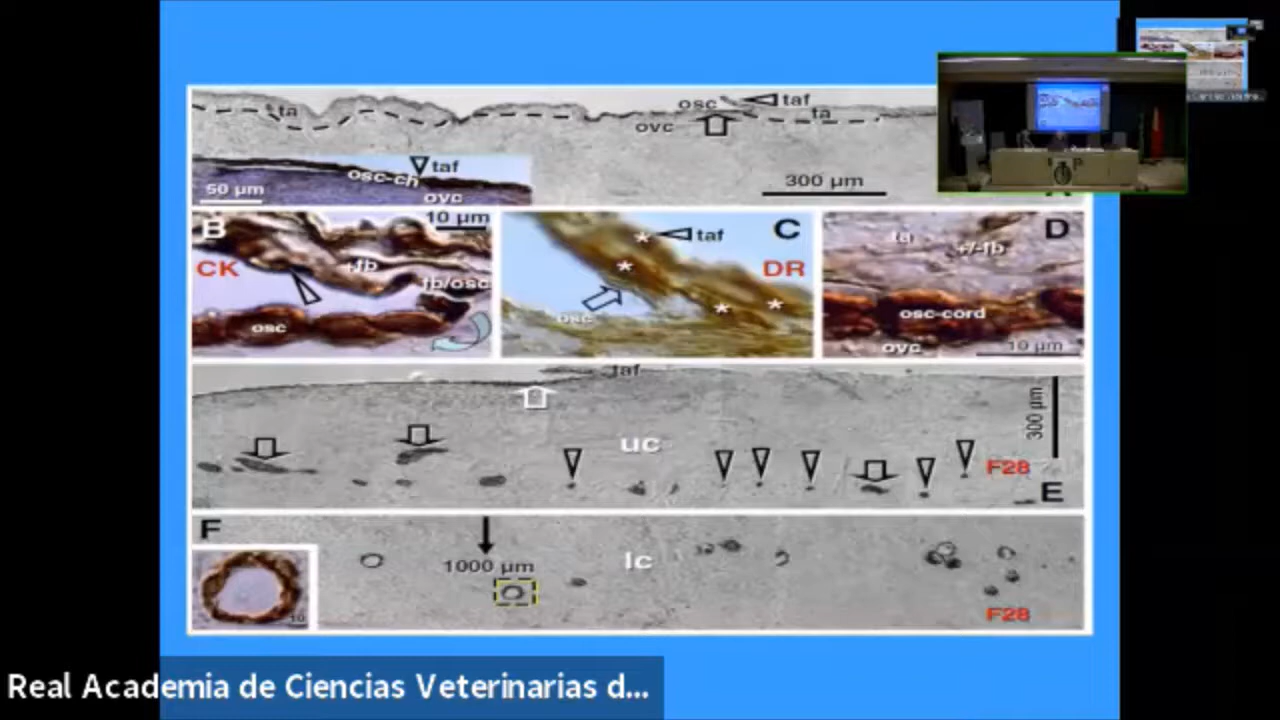 osc taf
ta ta
ovc
taf
osc-ch
50 µm ovc
300 µm
B 10 µm
CK fb
fb/osc
osc
taf C
DR
osc
D
+/-fb
osc-cord
ovc 10 µm
taf
300 µm
uc
F28
E
F
1000 µm lc
F28
Real Academia de Ciencias Veterinarias d...